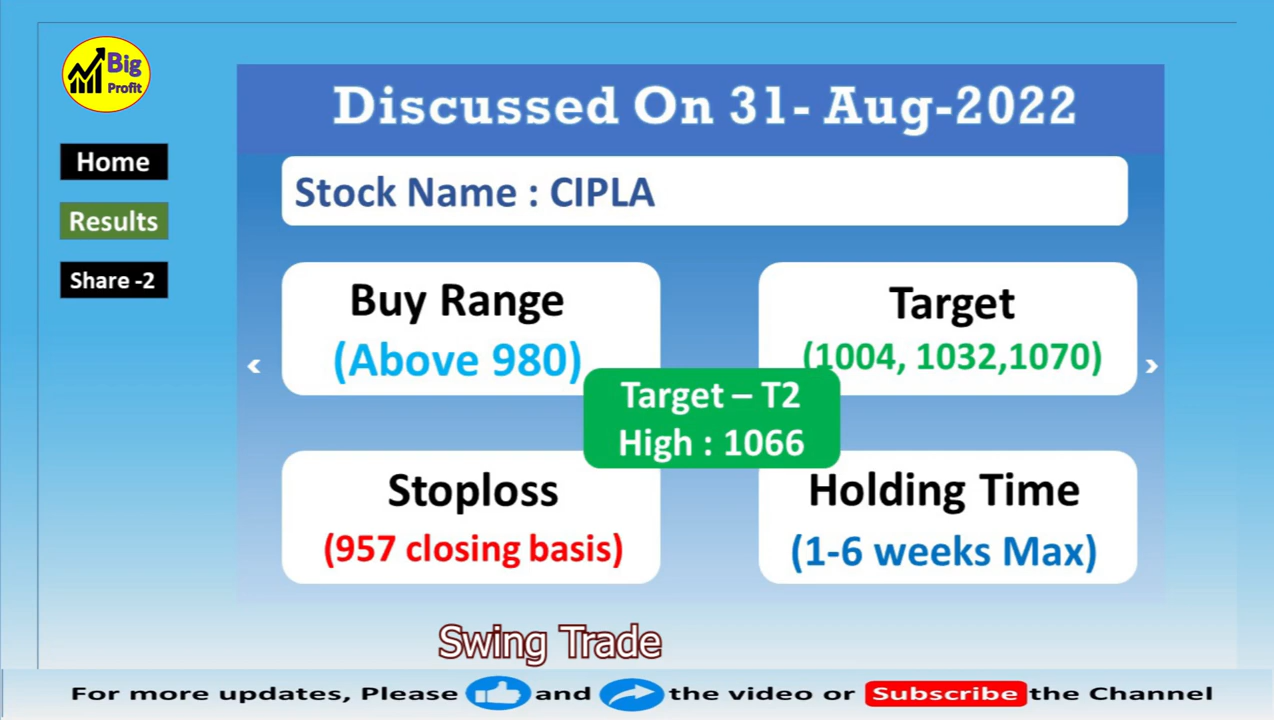 Big
Profit
Discussed On 31- Aug-2022
Home
Results
Share -2
Stock Name : CIPLA
Buy Range
(Above 980)
Target
(1004, 1032,1070)
Target – T2
High : 1066
Stoploss
(957 closing basis)
Holding Time
(1-6 weeks Max)
Swing Trade
For more updates, Please and the video or Subscribe the Channel